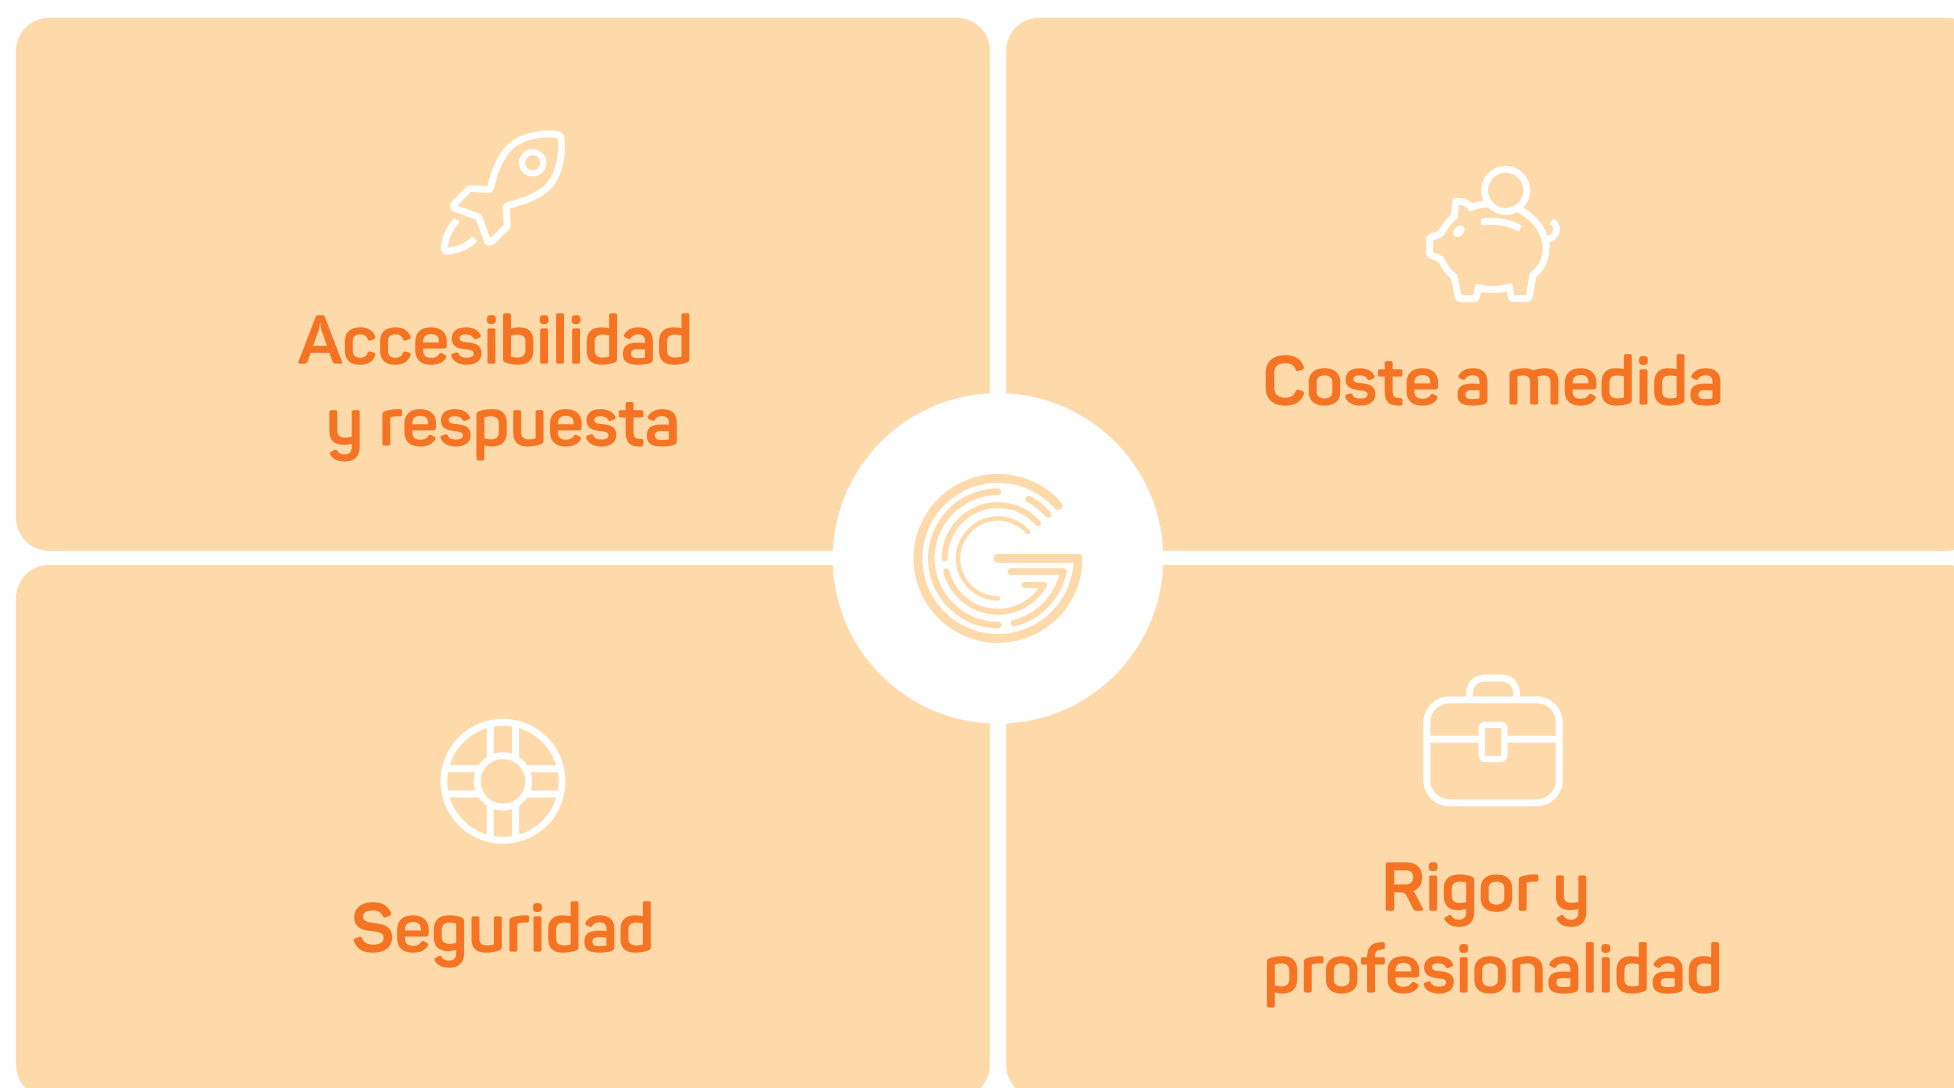 Accesibilidad
y respuesta
Coste a medida
Seguridad
Rigor y
profesionalidad